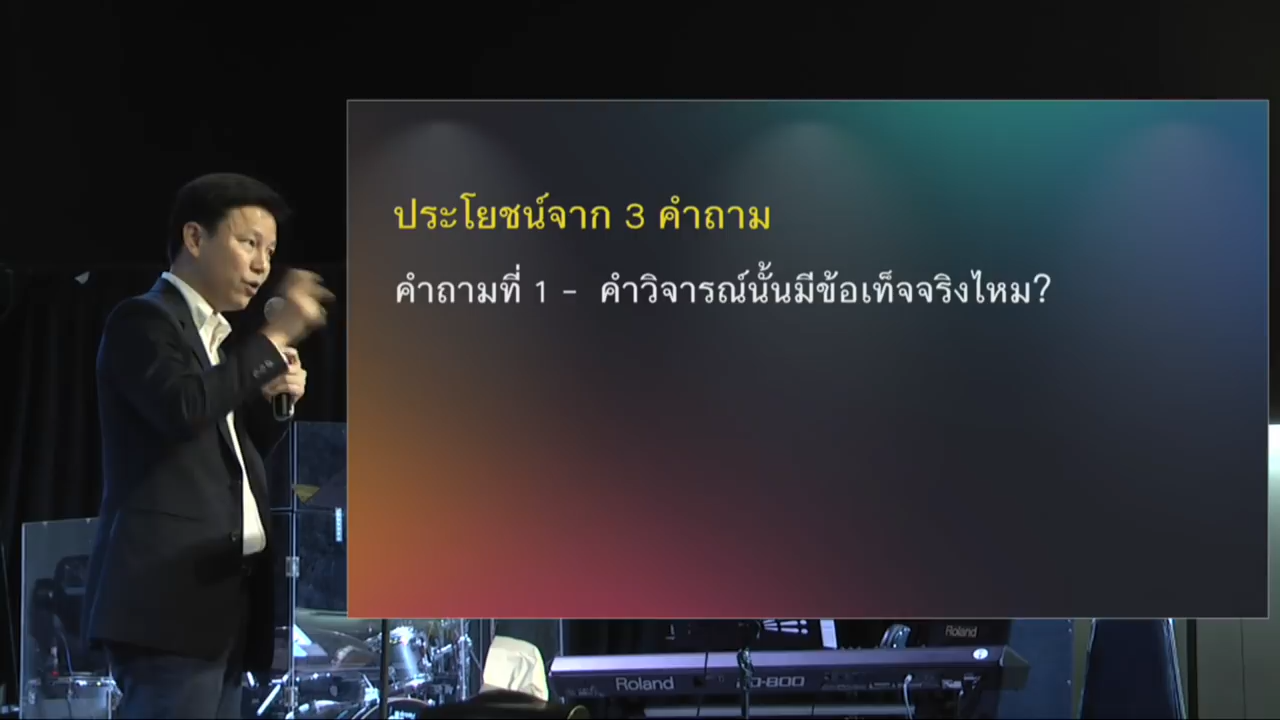 ประโยชน์จาก 3 คำถาม
คำถามที่ 1 - คำวิจารณ์นั้นมีข้อเท็จจริงไหม?
Roland
Roland